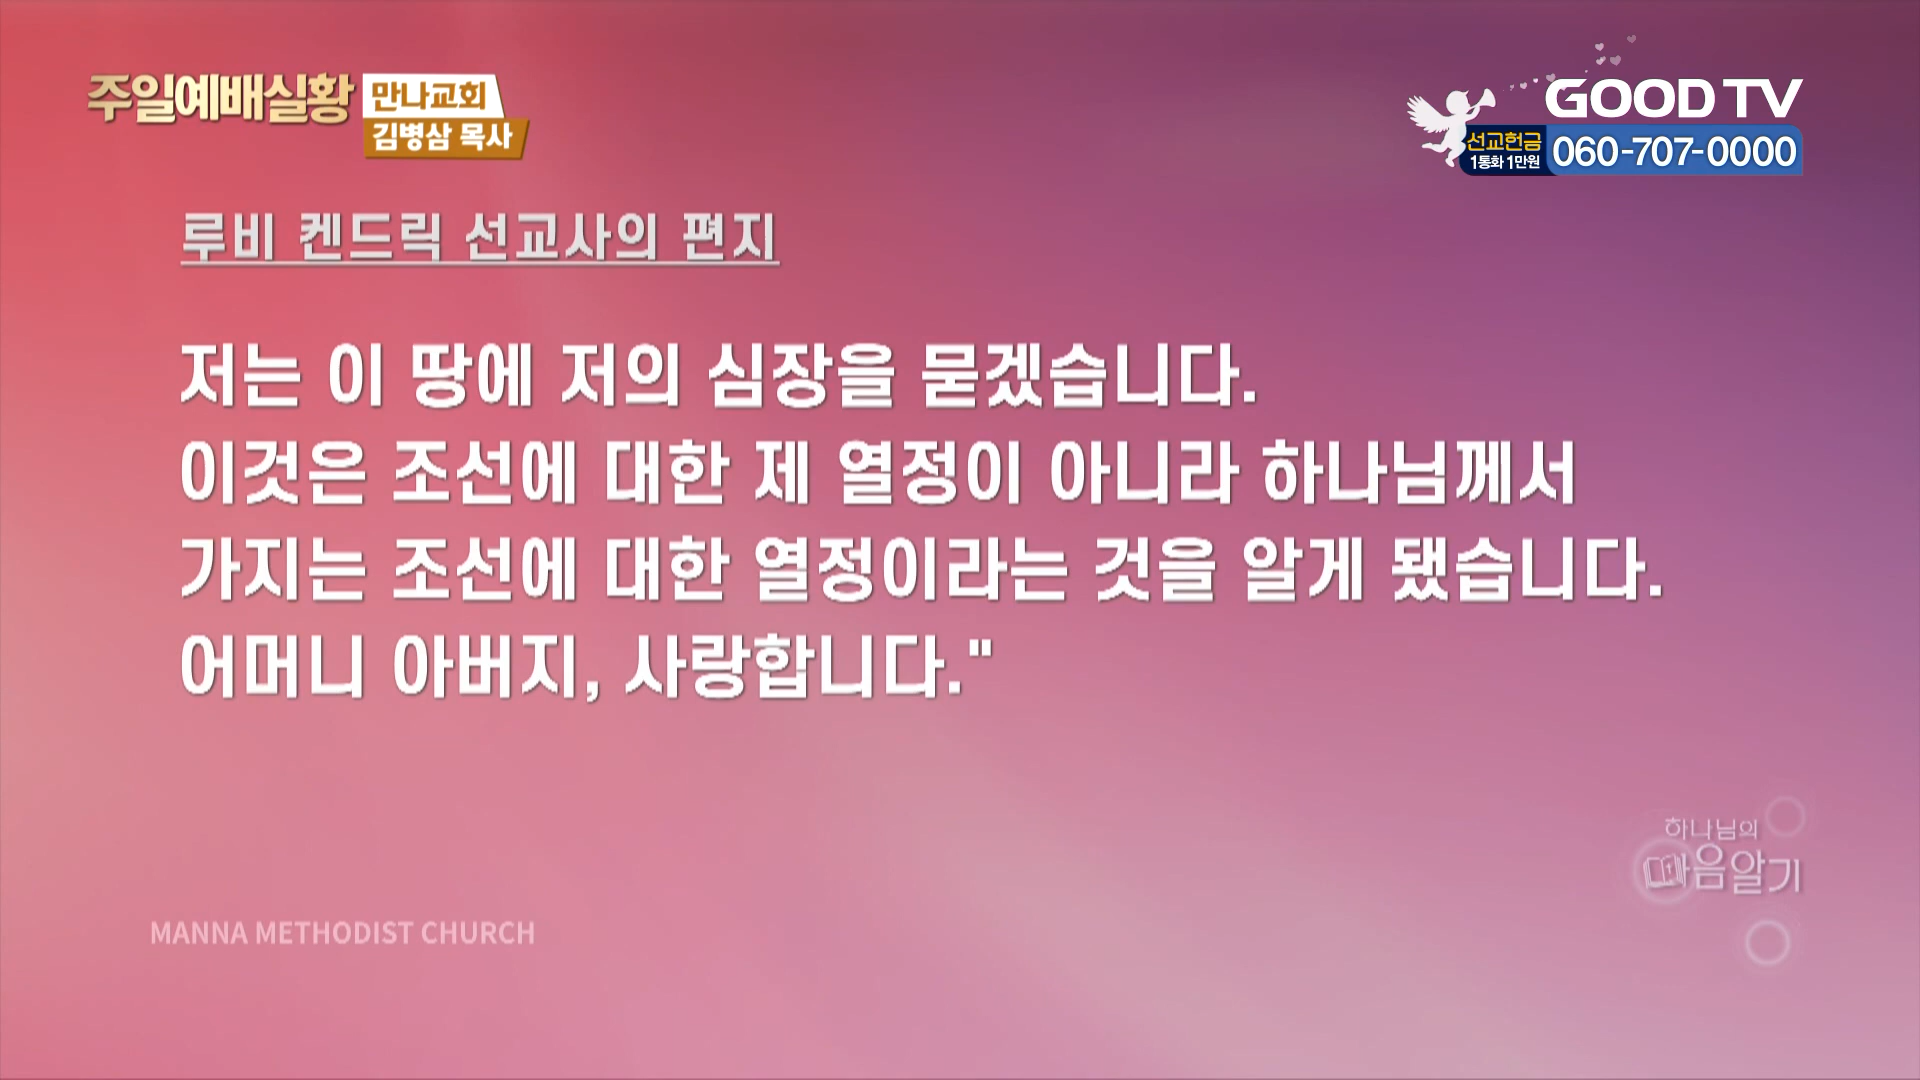 주일예배실황
만나교회
김병삼 목사
GOOD TV
선교헌금
1통화 1만원
060-707-0000
루비 켄드릭 선교사의 편지
저는 이 땅에 저의 심장을 묻겠습니다.
이것은 조선에 대한 제 열정이 아니라 하나님께서
가지는 조선에 대한 열정이라는 것을 알게 됐습니다.
어머니 아버지, 사랑합니다."
하나님의
마음알기
MANNA METHODIST CHURCH